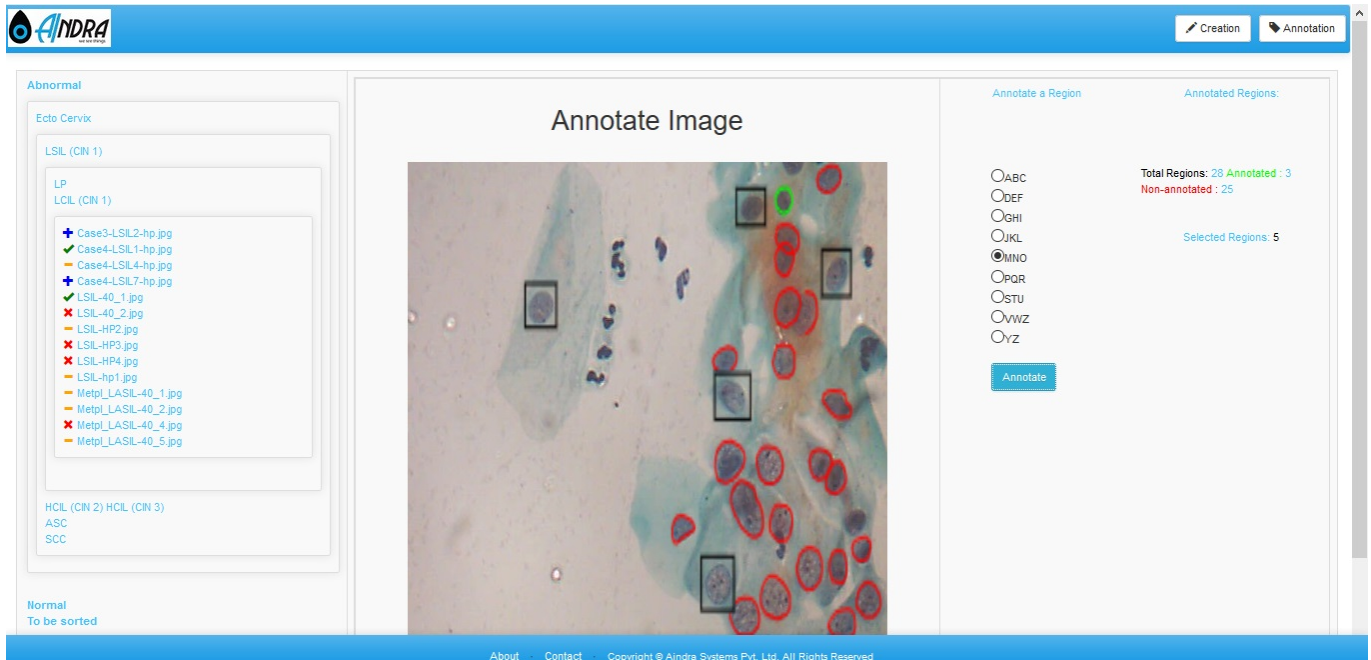 AINDRA
we see things
Creation
Annotation
Abnormal
Ecto Cervix
LSIL (CIN 1)
LP
LCIL (CIN 1)
Case3-LSIL2-hp.jpg
Case4-LSIL1-hp.jpg
Case4-LSIL4-hp.jpg
Case4-LSIL7-hp.jpg
LSIL-40_1.jpg
LSIL-40_2.jpg
LSIL-HP2.jpg
LSIL-HP3.jpg
LSIL-HP4.jpg
LSIL-hp1.jpg
Metpl_LASIL-40_1.jpg
Metpl_LASIL-40_2.jpg
Metpl_LASIL-40_4.jpg
Metpl_LASIL-40_5.jpg
HCIL (CIN 2) HCIL (CIN 3)
ASC
SCC
Normal
To be sorted
Annotate Image
Annotate a Region
ABC
DEF
GHI
JKL
MNO
PQR
STU
VWZ
YZ
Annotate
Annotated Regions:
Total Regions: 28 Annotated : 3
Non-annotated : 25
Selected Regions: 5
About · Contact · Copyright © Aindra Systems Pvt. Ltd. All Rights Reserved